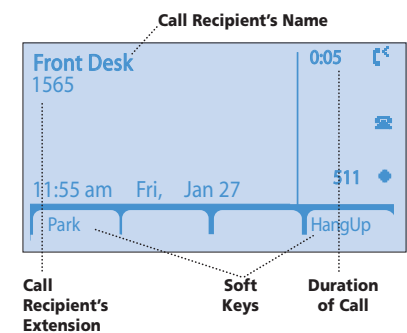 Call Recipient's Name
Front Desk
0:05
1565
511
11:55 am Fri, Jan 27
Park
HangUp
Call Recipient's Extension
Soft Keys
Duration of Call